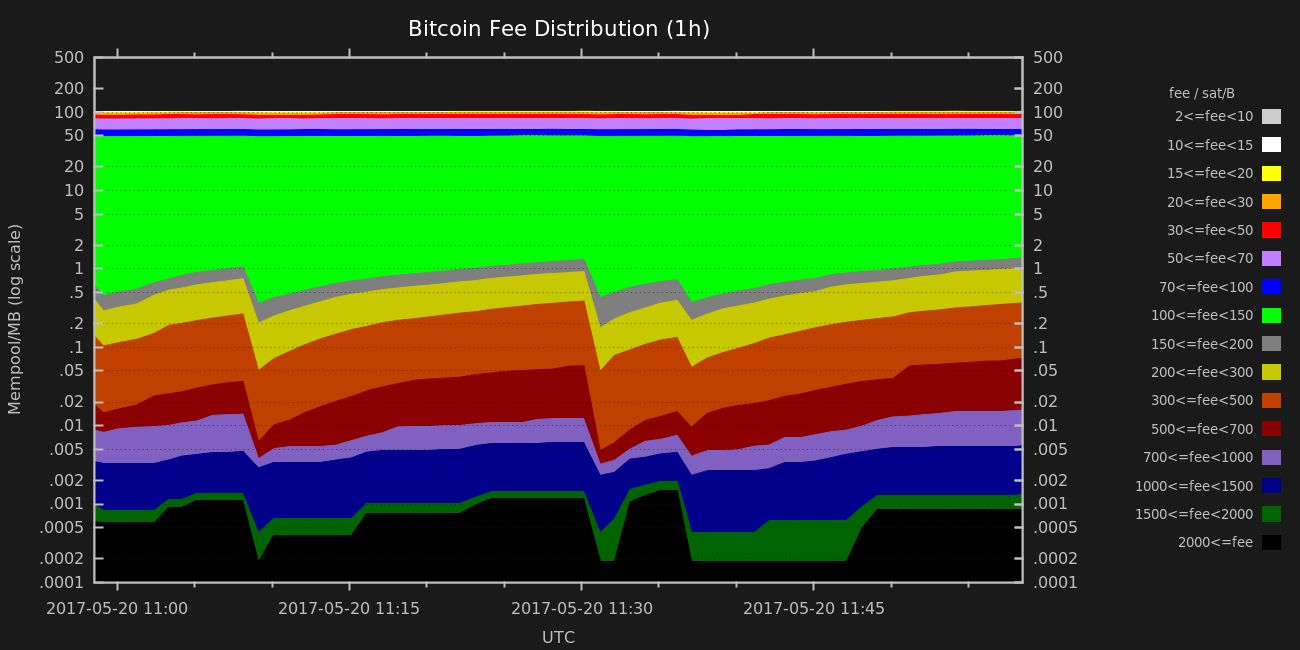 Bitcoin Fee Distribution (1h)
Mempool/MB (log scale)
500
200
100
50
20
10
5
2
1
.5
.2
.1
.05
.02
.01
.005
.002
.001
.0005
.0002
.0001
500
200
100
50
20
10
5
2
1
.5
.2
.1
.05
.02
.01
.005
.002
.001
.0005
.0002
.0001
2017-05-20 11:00
2017-05-20 11:15
2017-05-20 11:30
2017-05-20 11:45
UTC
fee / sat/B
2<=fee<10
10<=fee<15
15<=fee<20
20<=fee<30
30<=fee<50
50<=fee<70
70<=fee<100
100<=fee<150
150<=fee<200
200<=fee<300
300<=fee<500
500<=fee<700
700<=fee<1000
1000<=fee<1500
1500<=fee<2000
2000<=fee